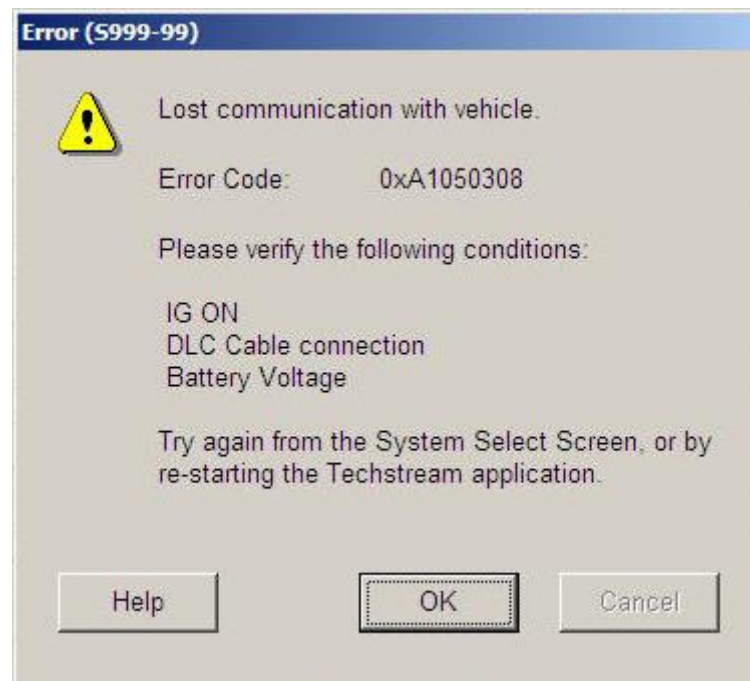 Error (S999-99)
Lost communication with vehicle.
Error Code: 0xA1050308
Please verify the following conditions:
IG ON
DLC Cable connection
Battery Voltage
Try again from the System Select Screen, or by
re-starting the Techstream application.
Help OK Cancel